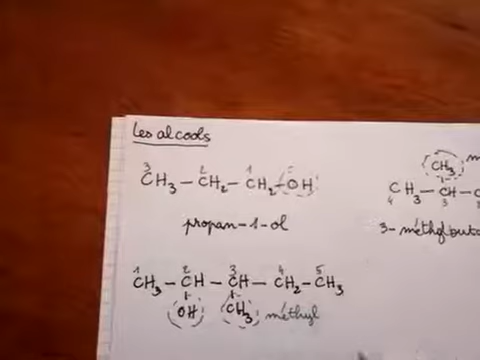 Les alcools
3 2 1
CH3 – CH2 – CH2 – OH
propan-1-ol
1 2 3 4 5
CH3 – CH – CH – CH2 – CH3
OH CH3 méthyl
CH3
CH3 – CH –
4 3
3-méthylbuta